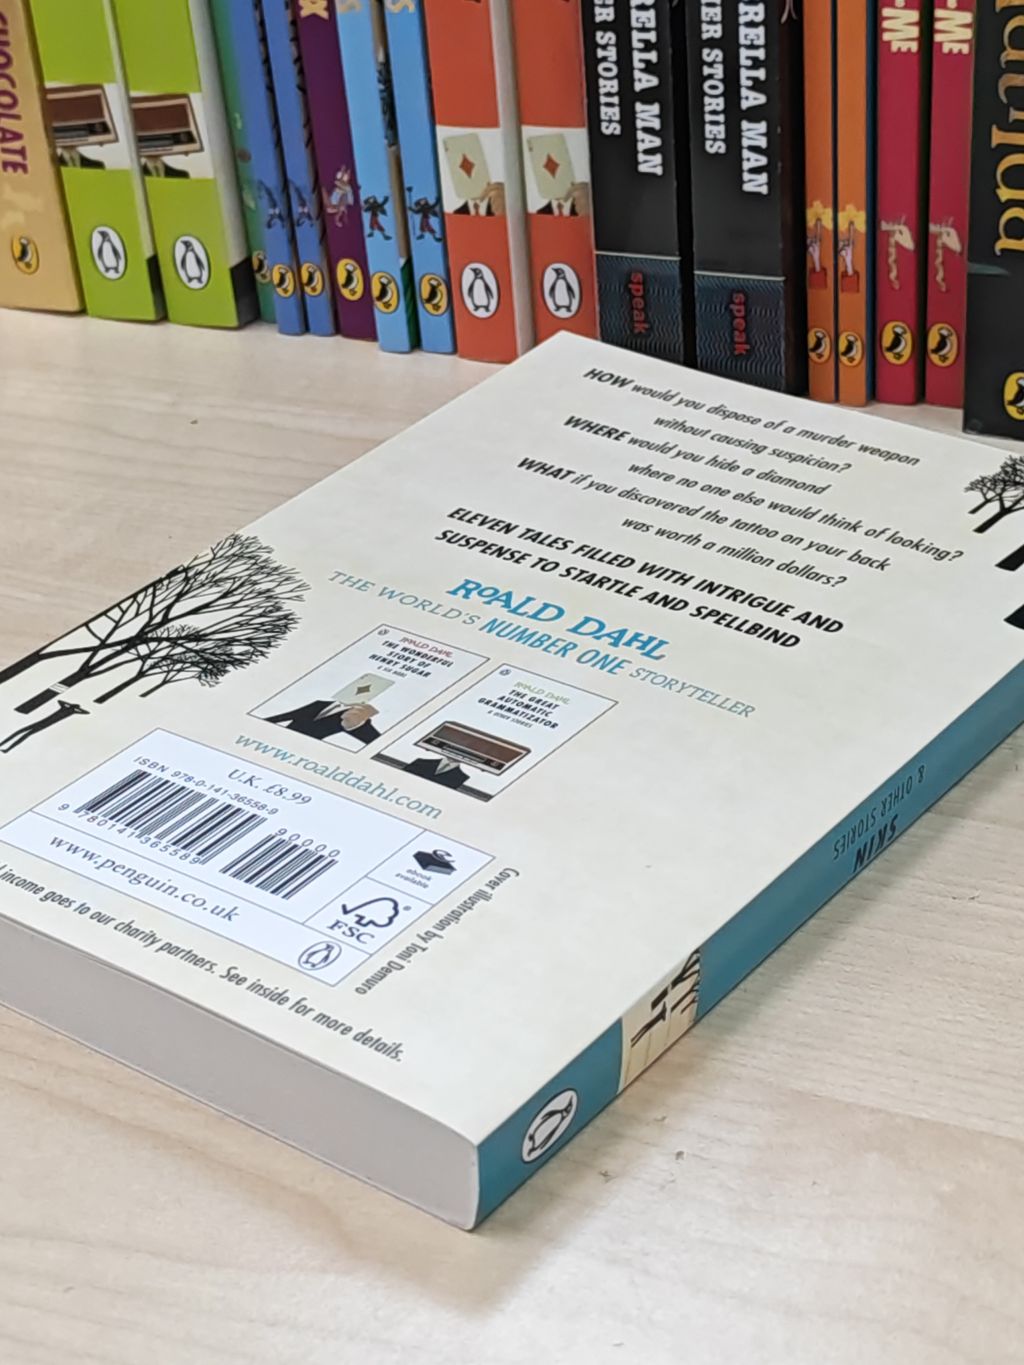 CHOCOLATE
ER STORIES
RELLA MAN
speak
ER STORIES
RELLA MAN
speak
-ME
-ME
HOW would you dispose of a murder weapon
without causing suspicion?
WHERE would you hide a diamond
where no one else would think of looking?
WHAT if you discovered the tattoo on your back
was worth a million dollars?
ELEVEN TALES FILLED WITH INTRIGUE AND
SUSPENSE TO STARTLE AND SPELLBIND
ROALD DAHL
THE WORLD'S NUMBER ONE STORYTELLER
ROALD DAHL
THE WONDERFUL
STORY OF
HENRY SUGAR
& SIX MORE
ROALD DAHL
THE GREAT
AUTOMATIC
GRAMMATIZATOR
& OTHER STORIES
www.roalddahl.com
U.K. £8.99
ISBN 978-0-141-36558-9
90000
9 780141 365589
ebook
available
www.penguin.co.uk
FSC®
Cover illustration by Toni Demuro
income goes to our charity partners. See inside for more details.
SKIN
& OTHER STORIES